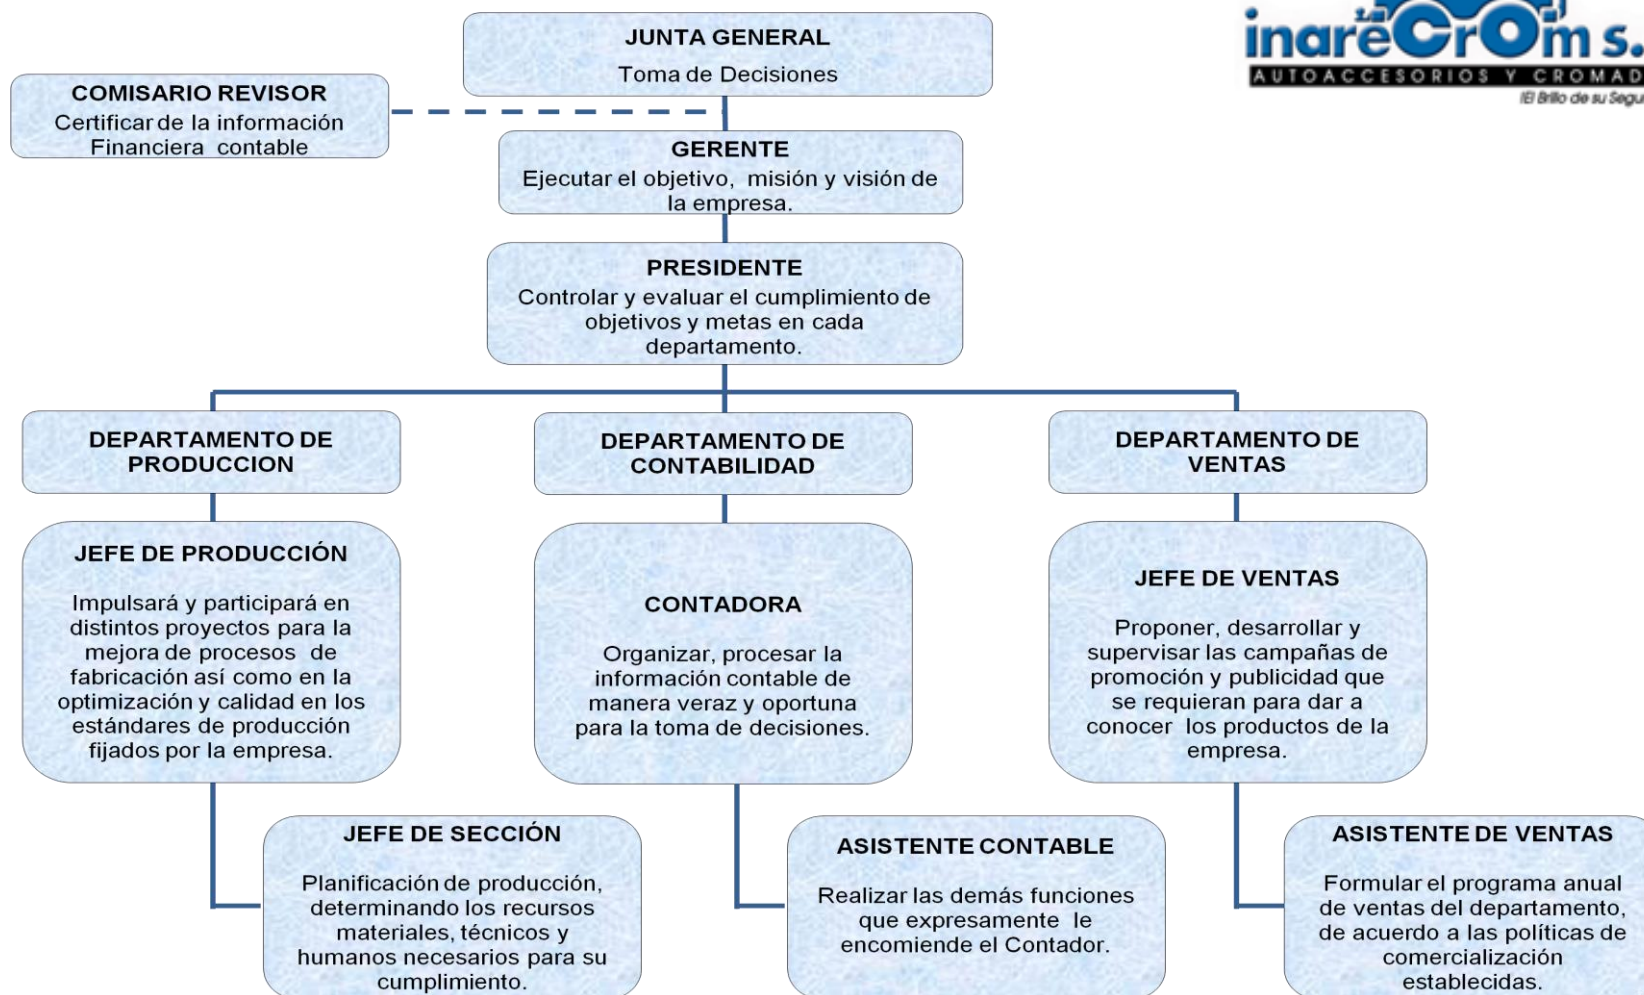 JUNTA GENERAL
Toma de Decisiones
inareCrom s.
AUTOACCESORIOS Y CROMAD
¡El Brillo de su Segur
COMISARIO REVISOR
Certificar de la información
Financiera contable
GERENTE
Ejecutar el objetivo, misión y visión de
la empresa.
PRESIDENTE
Controlar y evaluar el cumplimiento de
objetivos y metas en cada
departamento.
DEPARTAMENTO DE
PRODUCCION
DEPARTAMENTO DE
CONTABILIDAD
DEPARTAMENTO DE
VENTAS
JEFE DE PRODUCCIÓN
Impulsará y participará en
distintos proyectos para la
mejora de procesos de
fabricación así como en la
optimización y calidad en los
estándares de producción
fijados por la empresa.
CONTADORA
Organizar, procesar la
información contable de
manera veraz y oportuna
para la toma de decisiones.
JEFE DE VENTAS
Proponer, desarrollar y
supervisar las campañas de
promoción y publicidad que
se requieran para dar a
conocer los productos de la
empresa.
JEFE DE SECCIÓN
Planificación de producción,
determinando los recursos
materiales, técnicos y
humanos necesarios para su
cumplimiento.
ASISTENTE CONTABLE
Realizar las demás funciones
que expresamente le
encomiende el Contador.
ASISTENTE DE VENTAS
Formular el programa anual
de ventas del departamento,
de acuerdo a las políticas de
comercialización
establecidas.